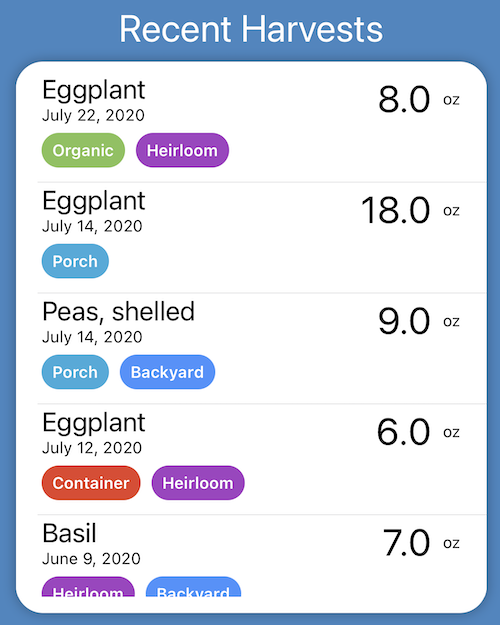 Recent Harvests
Eggplant
8.0 oz
July 22, 2020
Organic Heirloom
Eggplant
18.0 oz
July 14, 2020
Porch
Peas, shelled
9.0 oz
July 14, 2020
Porch Backyard
Eggplant
6.0 oz
July 12, 2020
Container Heirloom
Basil
7.0 oz
June 9, 2020
Heirloom Backyard